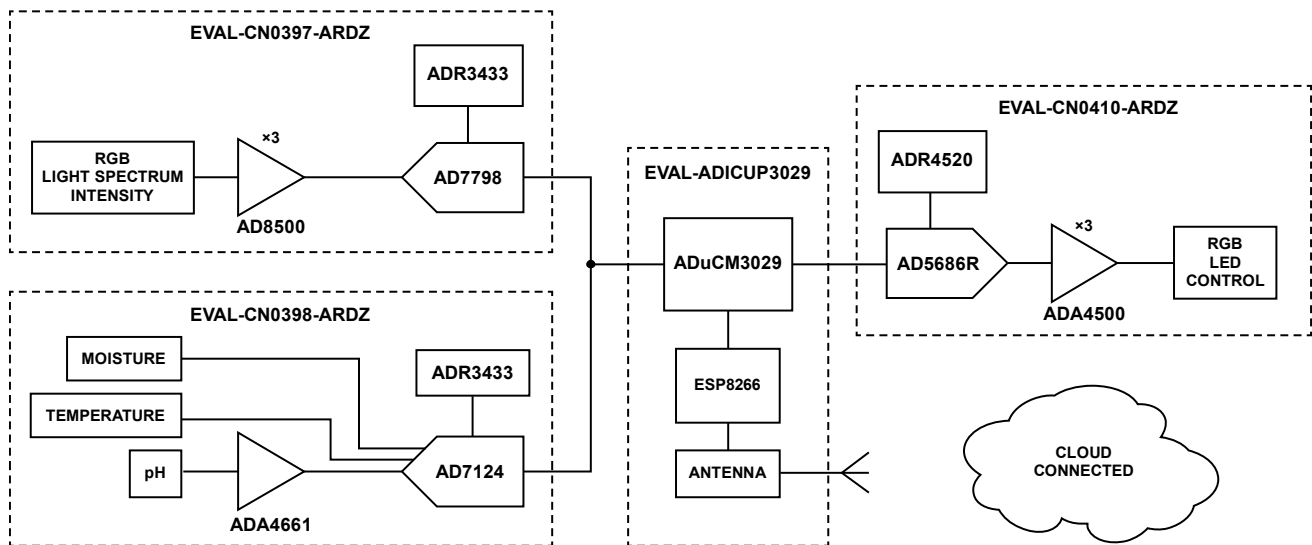 EVAL-CN0397-ARDZ
ADR3433
×3
RGB
LIGHT SPECTRUM
INTENSITY
AD7798
AD8500
EVAL-CN0398-ARDZ
MOISTURE
ADR3433
TEMPERATURE
pH
AD7124
ADA4661
EVAL-ADICUP3029
ADuCM3029
ESP8266
ANTENNA
EVAL-CN0410-ARDZ
ADR4520
×3
AD5686R
RGB
LED
CONTROL
ADA4500
CLOUD
CONNECTED